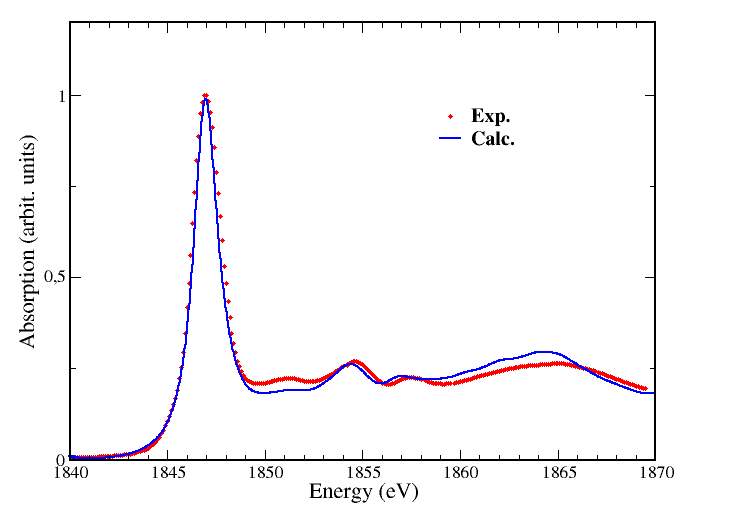 Exp.
Calc.
1
0,5
0
1840 1845 1850 1855 1860 1865 1870
Energy (eV)
Absorption (arbit. units)